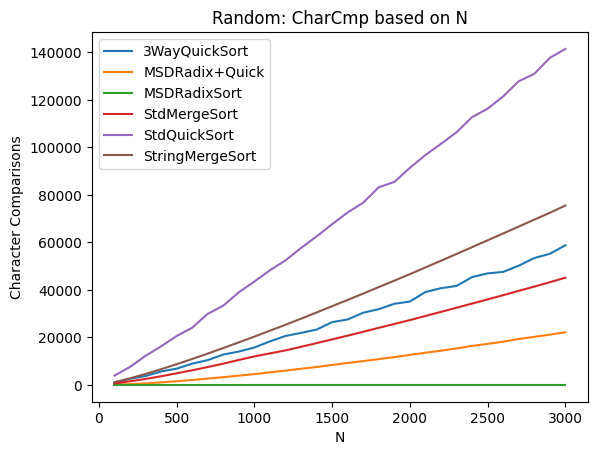 Random: CharCmp based on N
3WayQuickSort
MSDRadix+Quick
MSDRadixSort
StdMergeSort
StdQuickSort
StringMergeSort
Character Comparisons
140000
120000
100000
80000
60000
40000
20000
0
0 500 1000 1500 2000 2500 3000
N